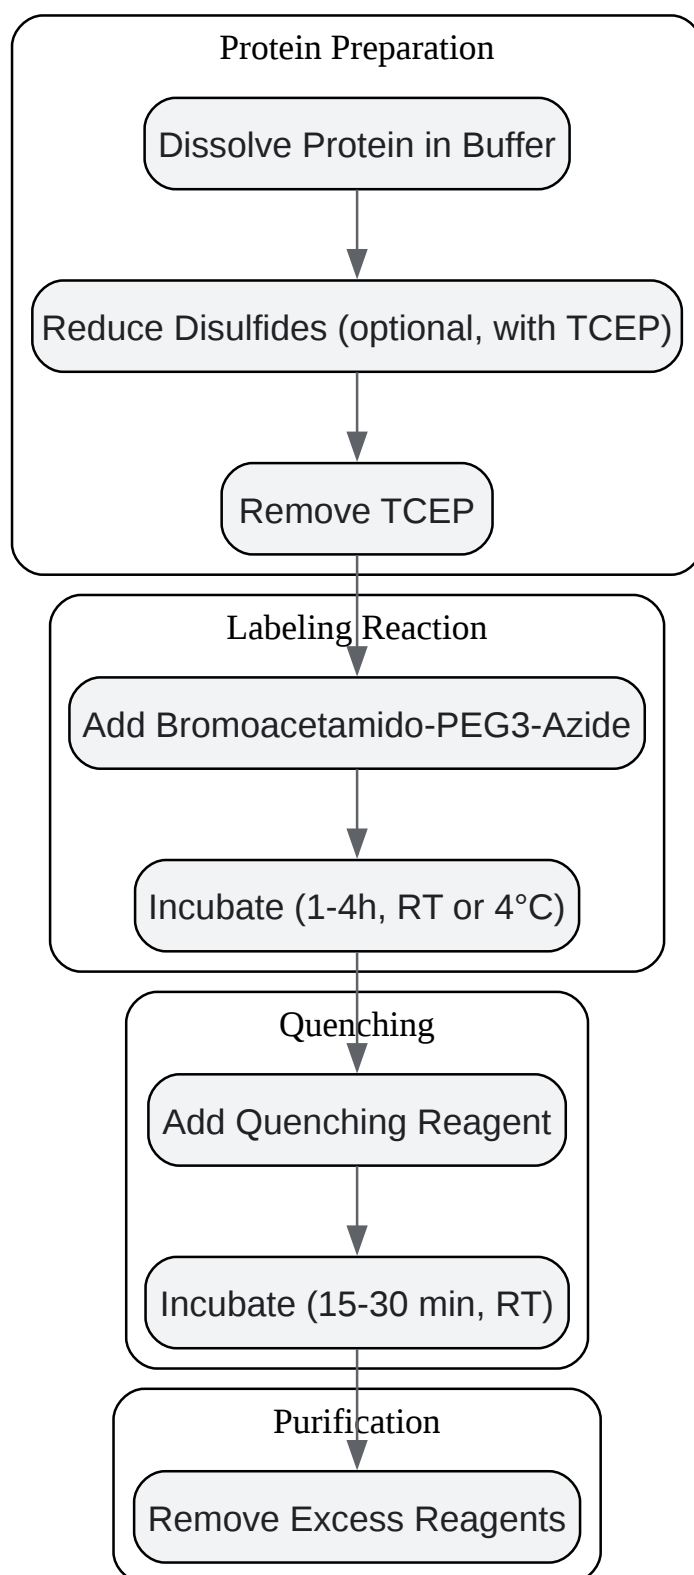 Protein Preparation
Dissolve Protein in Buffer
Reduce Disulfides (optional, with TCEP)
Remove TCEP
Labeling Reaction
Add Bromoacetamido-PEG3-Azide
Incubate (1-4h, RT or 4°C)
Quenching
Add Quenching Reagent
Incubate (15-30 min, RT)
Purification
Remove Excess Reagents